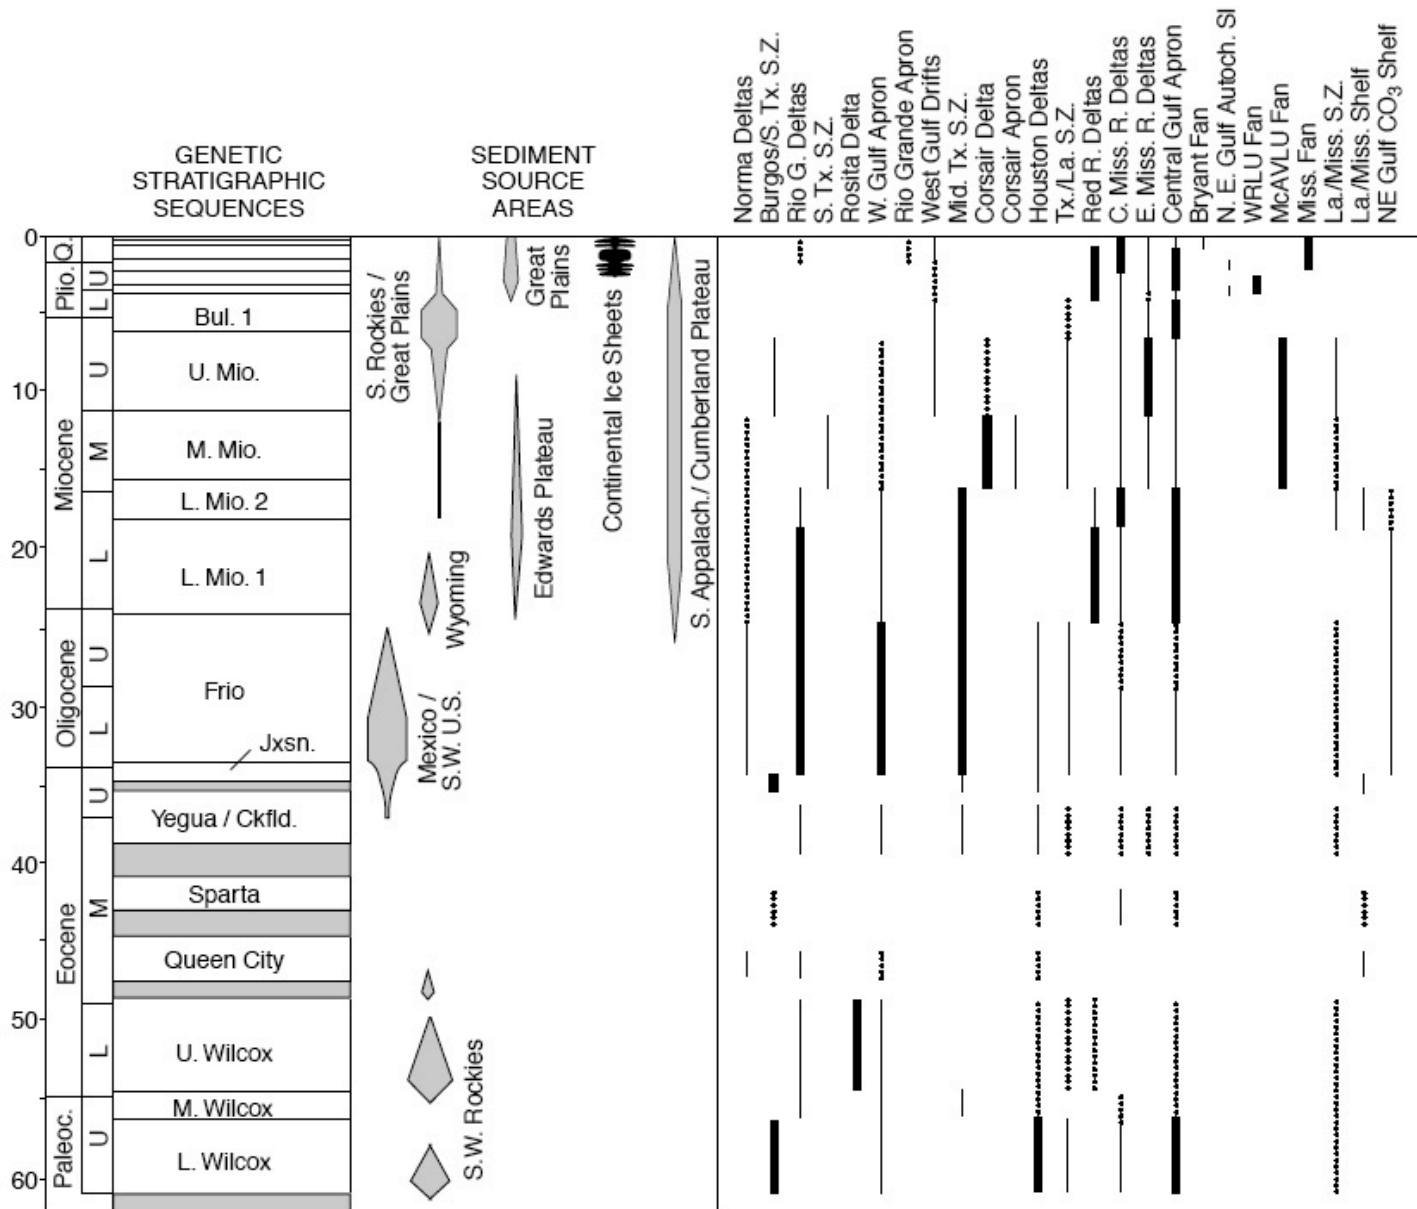 GENETIC
STRATIGRAPHIC
SEQUENCES
SEDIMENT
SOURCE
AREAS
Norma Deltas
Burgos/S. Tx. S.Z.
Rio G. Deltas
S. Tx. S.Z.
Rosita Delta
W. Gulf Apron
Rio Grande Apron
West Gulf Drifts
Mid. Tx. S.Z.
Corsair Delta
Corsair Apron
Houston Deltas
Tx./La. S.Z.
Red R. Deltas
C. Miss. R. Deltas
E. Miss. R. Deltas
Central Gulf Apron
Bryant Fan
N. E. Gulf Autoch. Sl
WRLU Fan
McAVLU Fan
Miss. Fan
La./Miss. S.Z.
La./Miss. Shelf
NE Gulf CO3 Shelf
0
10
20
30
40
50
60
Q.
Plio.
Miocene
Oligocene
Eocene
Paleoc.
U
L
U
M
L
U
L
U
M
L
U
Bul. 1
U. Mio.
M. Mio.
L. Mio. 2
L. Mio. 1
Frio
Jxsn.
Yegua / Ckfld.
Sparta
Queen City
U. Wilcox
M. Wilcox
L. Wilcox
S. Rockies /
Great Plains
Great
Plains
Continental Ice Sheets
S. Appalach./ Cumberland Plateau
Edwards Plateau
Wyoming
Mexico /
S.W. U.S.
S.W. Rockies